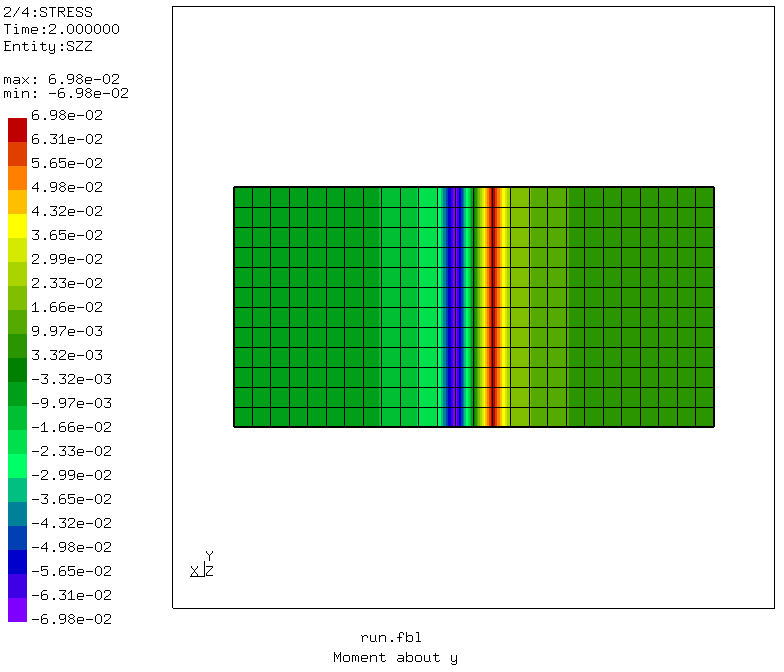 2/4:STRESS
Time:2.000000
Entity:SZZ
max: 6.98e-02
min: -6.98e-02
6.98e-02
6.31e-02
5.65e-02
4.98e-02
4.32e-02
3.65e-02
2.99e-02
2.33e-02
1.66e-02
9.97e-03
3.32e-03
-3.32e-03
-9.97e-03
-1.66e-02
-2.33e-02
-2.99e-02
-3.65e-02
-4.32e-02
-4.98e-02
-5.65e-02
-6.31e-02
-6.98e-02
Y
X Z
run.fbl
Moment about y